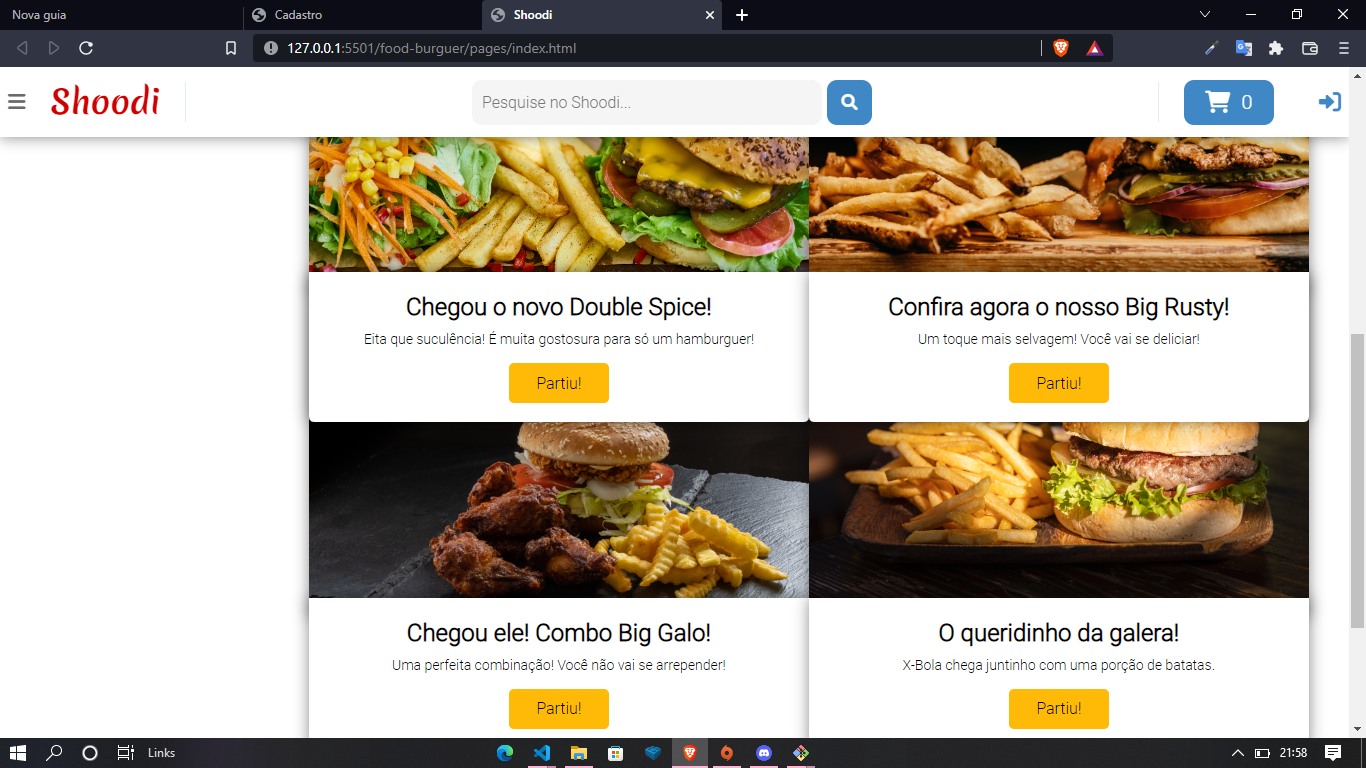 Nova guia
Cadastro
Shoodi
127.0.0.1:5501/food-burguer/pages/index.html
Shoodi
Pesquise no Shoodi...
0
Chegou o novo Double Spice!
Eita que suculência! É muita gostosura para só um hamburguer!
Partiu!
Confira agora o nosso Big Rusty!
Um toque mais selvagem! Você vai se deliciar!
Partiu!
Chegou ele! Combo Big Galo!
Uma perfeita combinação! Você não vai se arrepender!
Partiu!
O queridinho da galera!
X-Bola chega juntinho com uma porção de batatas.
Partiu!
Links
21:58